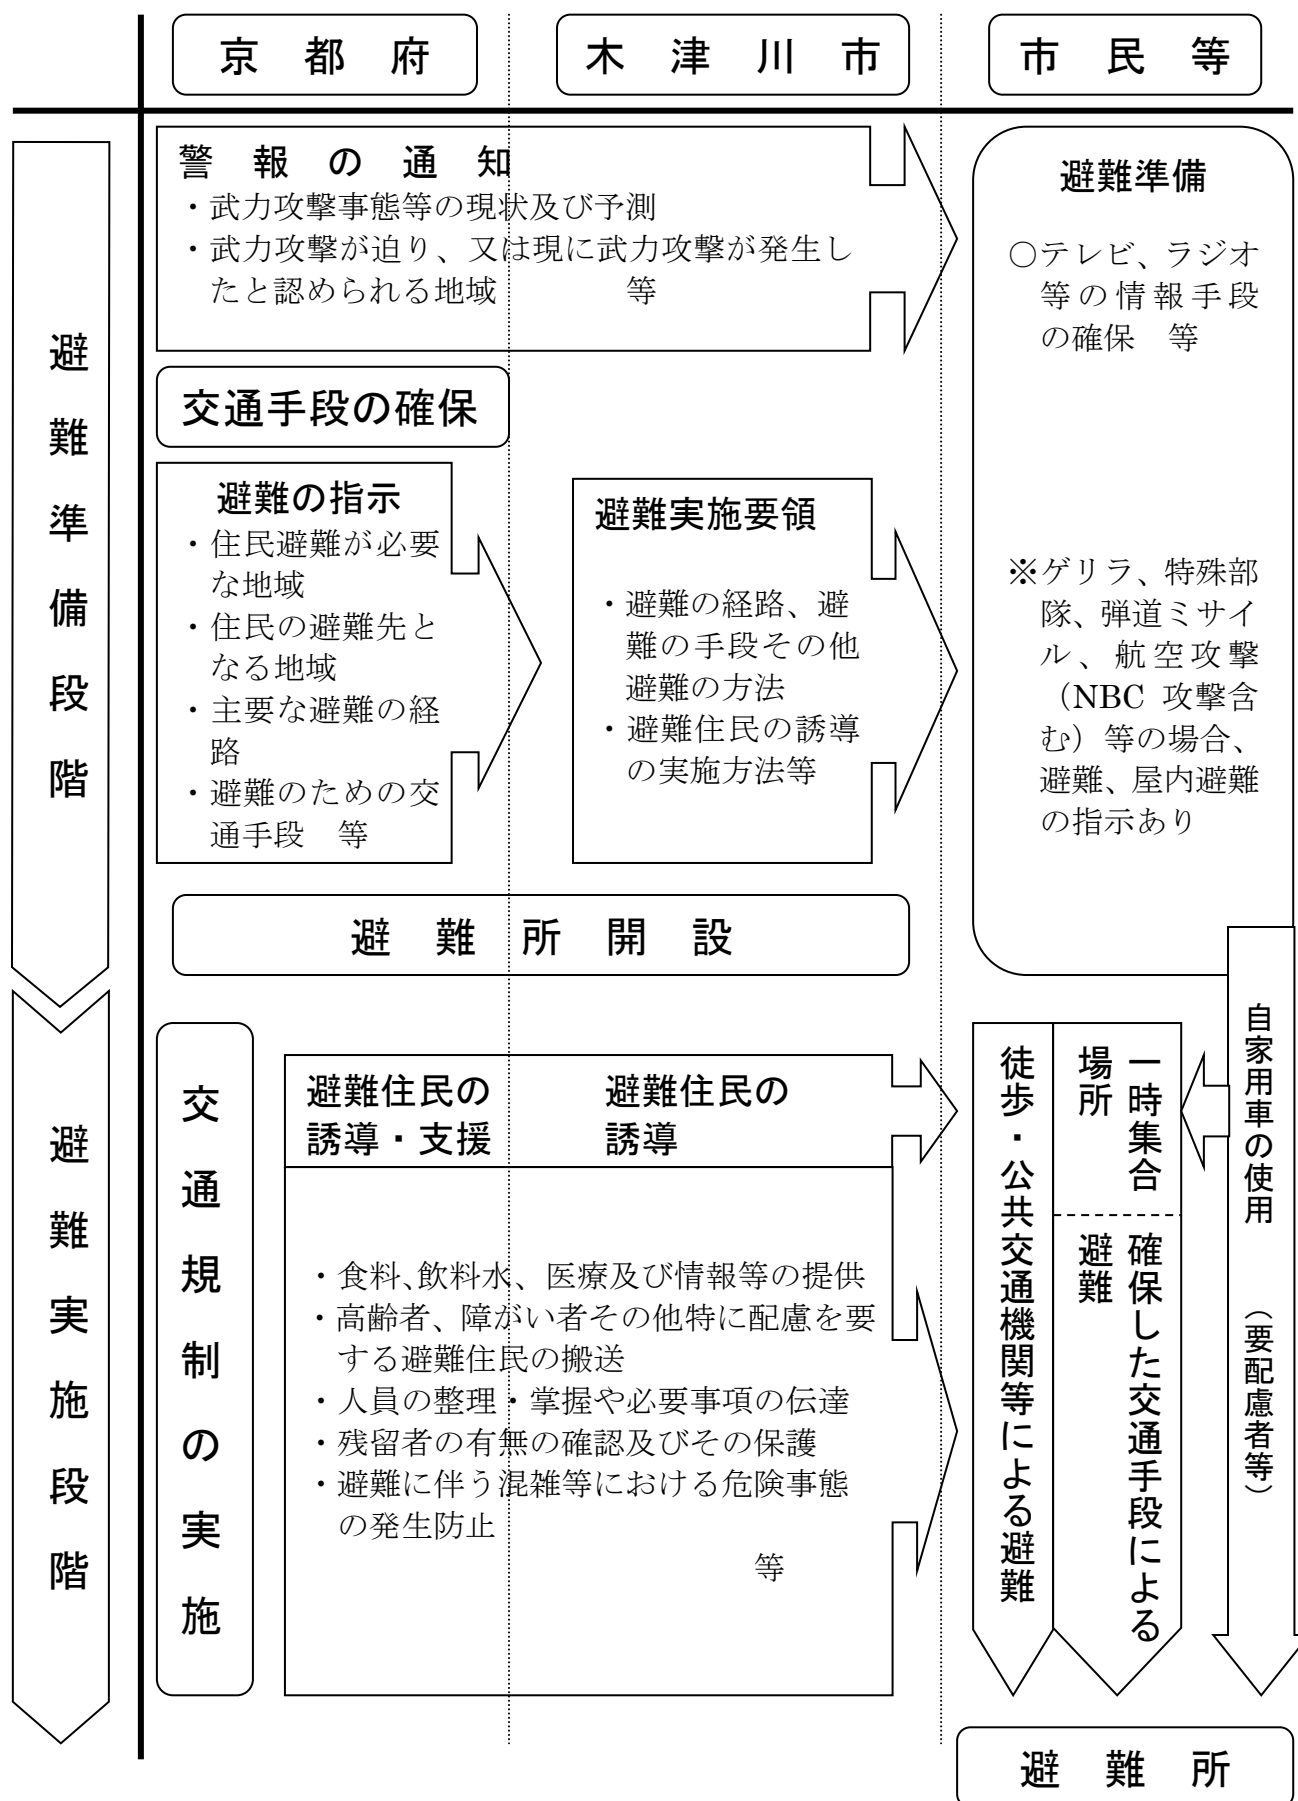 京都府
木津川市
市民等
避難準備段階
警報の通知
・武力攻撃事態等の現状及び予測
・武力攻撃が迫り、又は現に武力攻撃が発生し
たと認められる地域　等
避難準備
○テレビ、ラジオ
等の情報手段
の確保　等
※ゲリラ、特殊部
隊、弾道ミサイ
ル、航空攻撃
（NBC 攻撃含
む）等の場合、
避難、屋内避難
の指示あり
交通手段の確保
避難の指示
・住民避難が必要
な地域
・住民の避難先と
なる地域
・主要な避難の経
路
・避難のための交
通手段　等
避難実施要領
・避難の経路、避
難の手段その他
避難の方法
・避難住民の誘導
の実施方法等
避難所開設
避難実施段階
交通規制の実施
避難住民の
誘導・支援
避難住民の
誘導
・食料、飲料水、医療及び情報等の提供
・高齢者、障がい者その他特に配慮を要
する避難住民の搬送
・人員の整理・掌握や必要事項の伝達
・残留者の有無の確認及びその保護
・避難に伴う混雑等における危険事態
の発生防止
等
徒歩・公共交通機関等による避難
一時集合
場所
確保した交通手段による
避難
自家用車の使用　（要配慮者等）
避難所